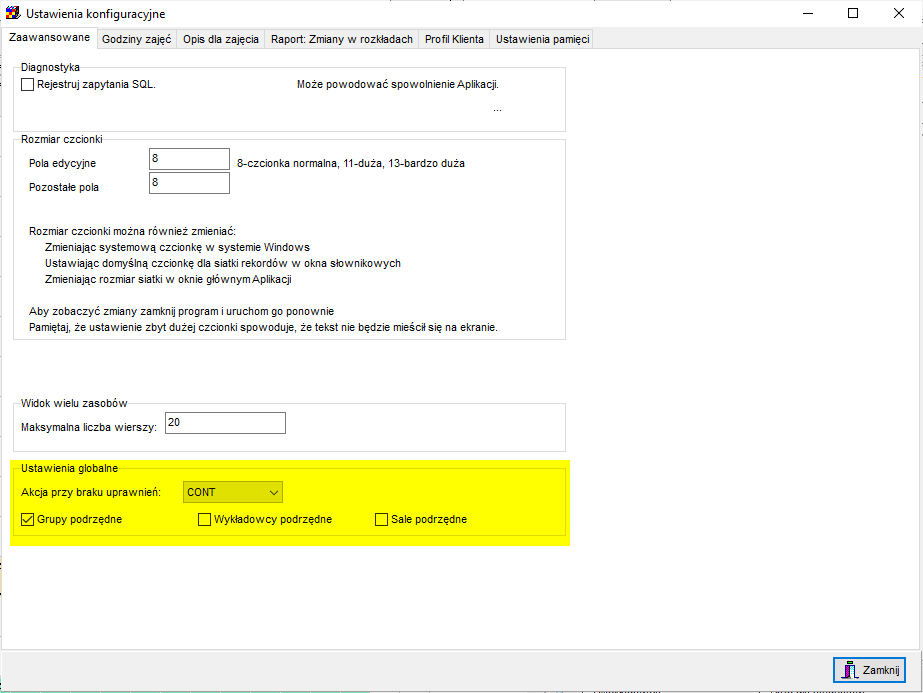 Ustawienia konfiguracyjne
Zaawansowane Godziny zajęć Opis dla zajęcia Raport: Zmiany w rozkładach Profil Klienta Ustawienia pamięci
Diagnostyka
Rejestruj zapytania SQL. Może powodować spowolnienie Aplikacji.
...
Rozmiar czcionki
Pola edycyjne 8 8-czcionka normalna, 11-duża, 13-bardzo duża
Pozostałe pola 8
Rozmiar czcionki można również zmieniać:
Zmieniając systemową czcionkę w systemie Windows
Ustawiając domyślną czcionkę dla siatki rekordów w okna słownikowych
Zmieniając rozmiar siatki w oknie głównym Aplikacji
Aby zobaczyć zmiany zamknij program i uruchom go ponownie
Pamiętaj, że ustawienie zbyt dużej czcionki spowoduje, że tekst nie będzie mieścił się na ekranie.
Widok wielu zasobów
Maksymalna liczba wierszy: 20
Ustawienia globalne
Akcja przy braku uprawnień: CONT
Grupy podrzędne Wykładowcy podrzędne Sale podrzędne
Zamknij